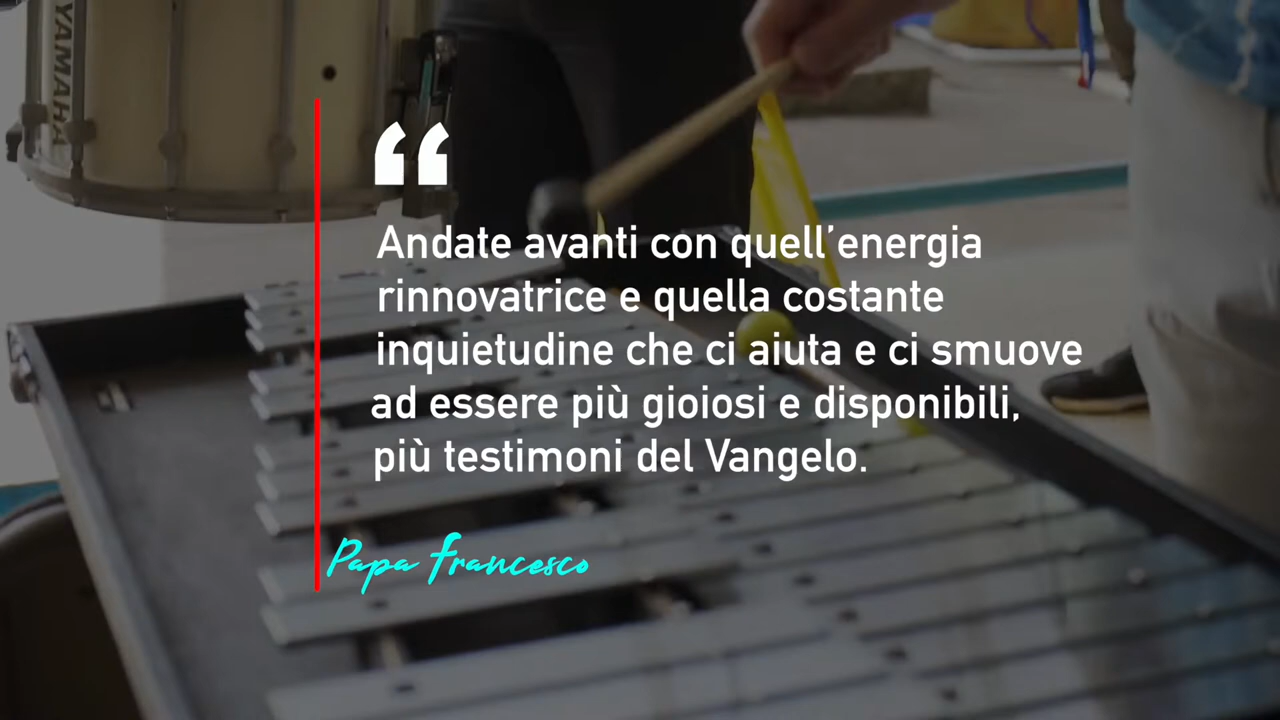 YAMAHA
“
Andate avanti con quell’energia
rinnovatrice e quella costante
inquietudine che ci aiuta e ci smuove
ad essere più gioiosi e disponibili,
più testimoni del Vangelo.
Papa Francesco